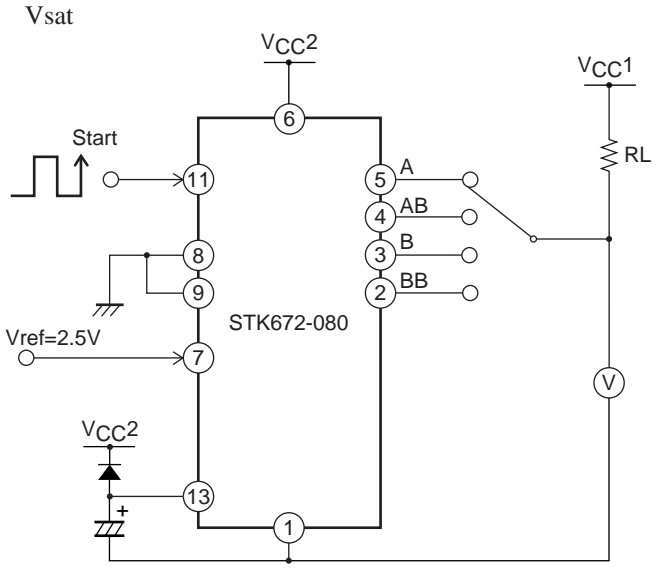 Vsat
VCC2
VCC1
6
Start
RL
11
5 A
4 AB
8
3 B
9
2 BB
STK672-080
Vref=2.5V
7
V
VCC2
13
+
1